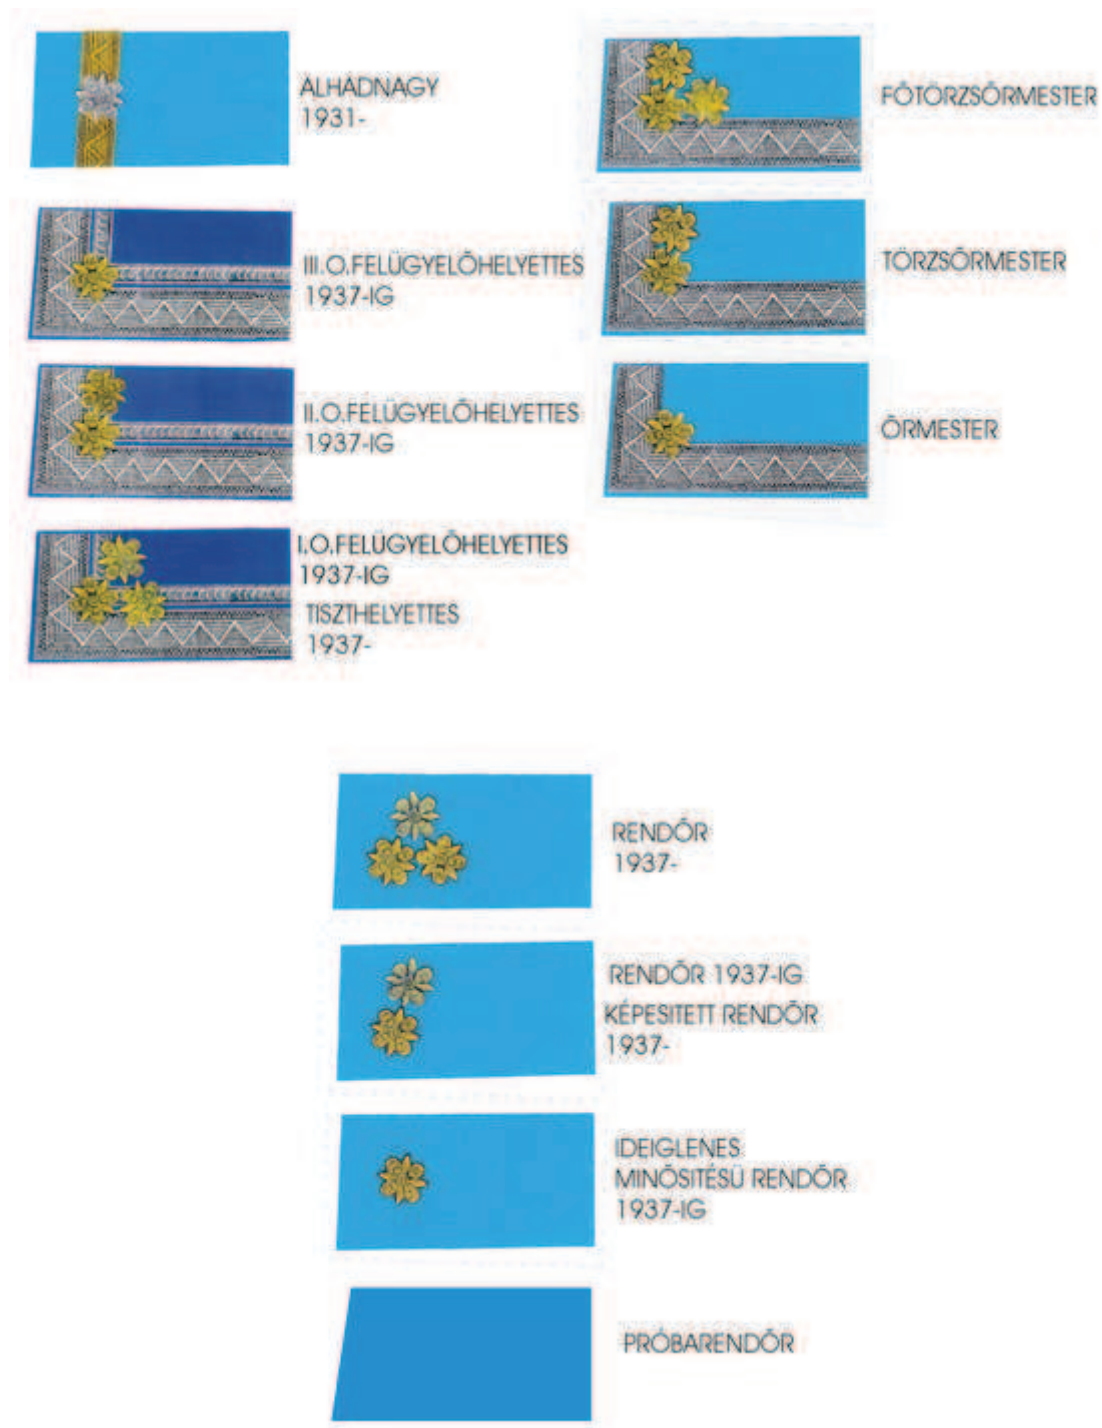 ALHADNAGY
1931-
III.O.FELÜGYELŐHELYETTES
1937-IG
II.O.FELÜGYELŐHELYETTES
1937-IG
I.O.FELÜGYELŐHELYETTES
1937-IG
TISZTHELYETTES
1937-
FŐTÖRZSŐRMESTER
TÖRZSŐRMESTER
ŐRMESTER
RENDŐR
1937-
RENDŐR 1937-IG
KÉPESITETT RENDŐR
1937-
IDEIGLENES
MINŐSITÉSÜ RENDŐR
1937-IG
PRÓBARENDŐR